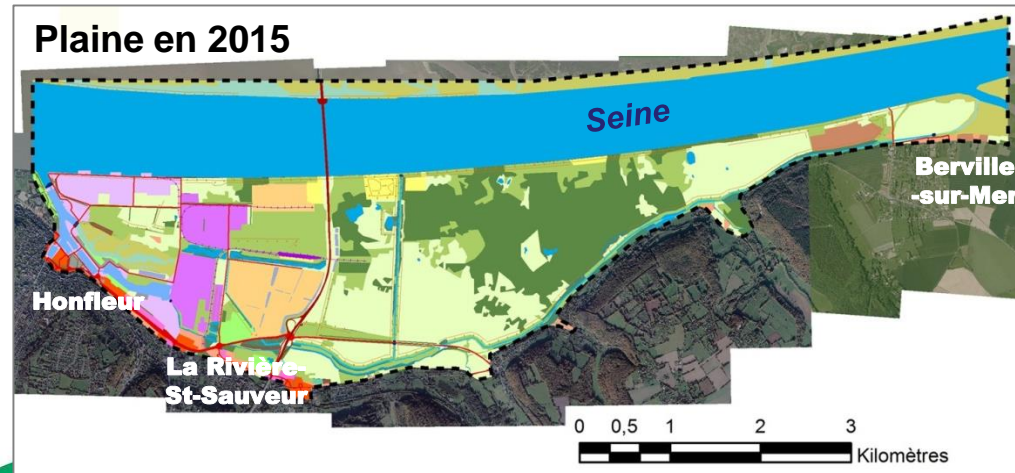 Plaine en 2015
Seine
Berville
-sur-Mer
Honfleur
La Rivière-
St-Sauveur
0 0,5 1 2 3
Kilomètres